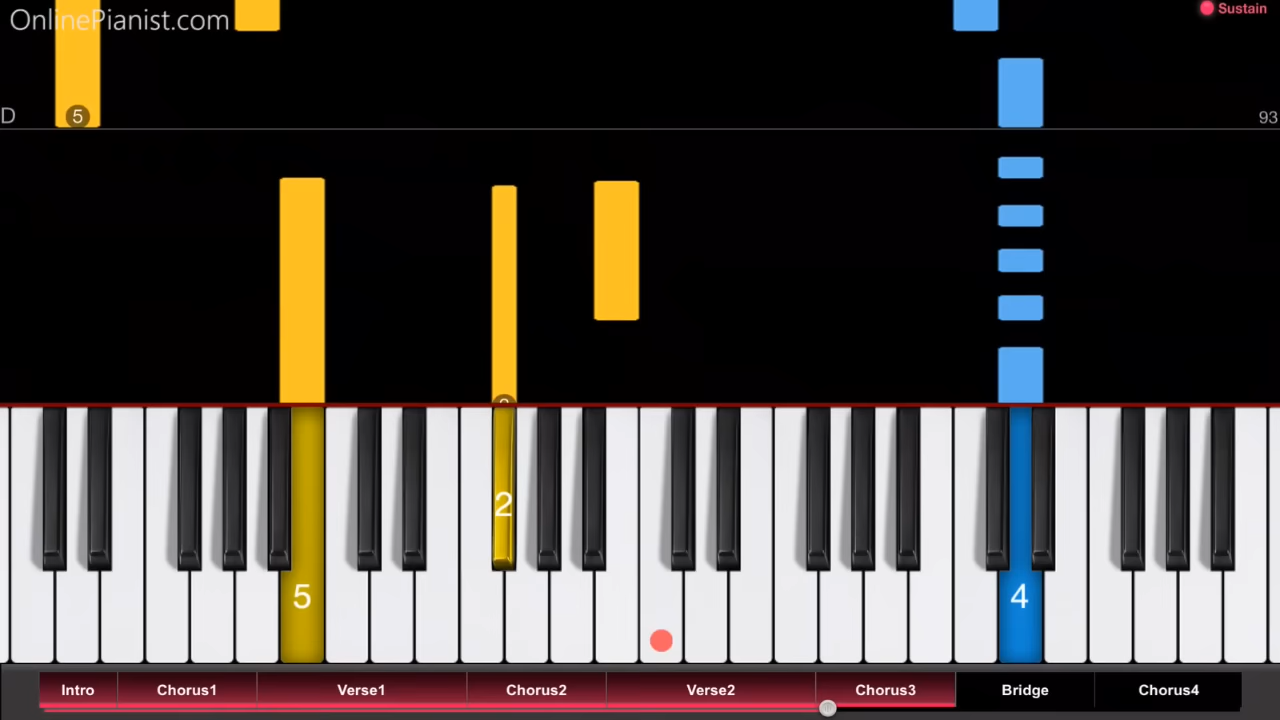 OnlinePianist.com
Sustain
5
D
93
2
5
4
Intro
Chorus1
Verse1
Chorus2
Verse2
Chorus3
Bridge
Chorus4